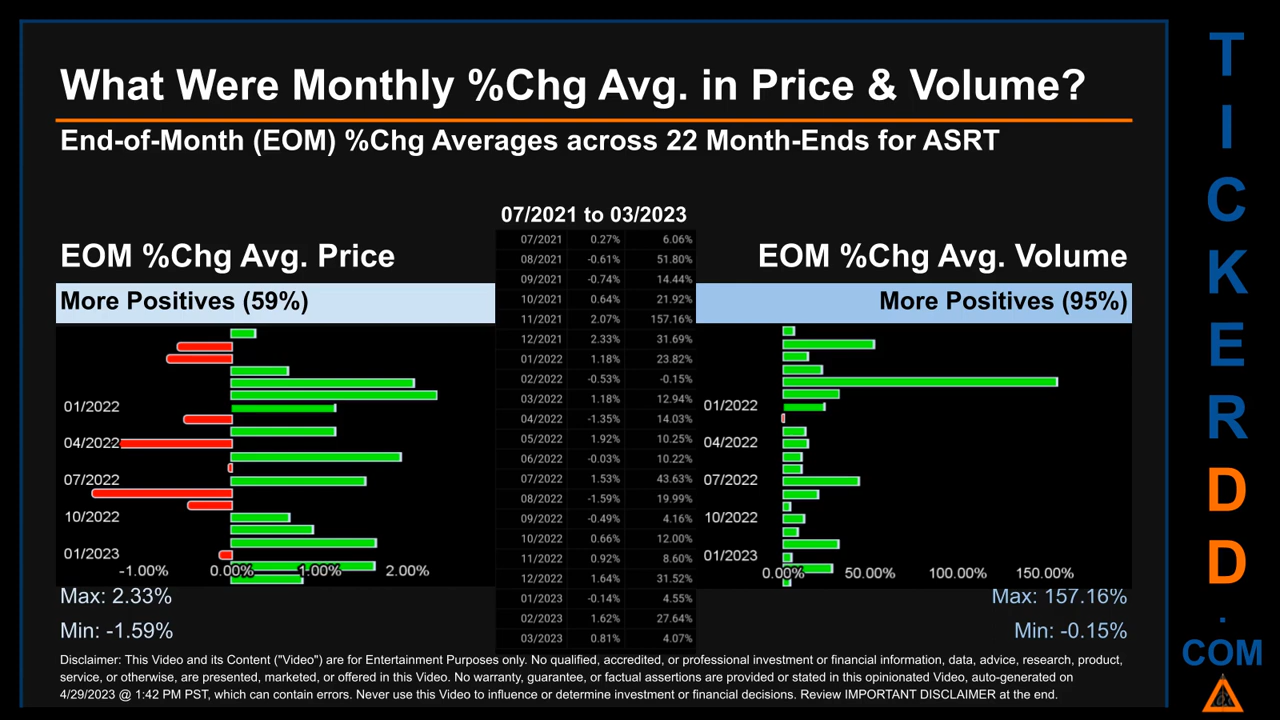 What Were Monthly %Chg Avg. in Price & Volume?
End-of-Month (EOM) %Chg Averages across 22 Month-Ends for ASRT
07/2021 to 03/2023
EOM %Chg Avg. Price
EOM %Chg Avg. Volume
More Positives (59%)
More Positives (95%)
07/2021 0.27% 6.06%
08/2021 -0.61% 51.80%
09/2021 -0.74% 14.44%
10/2021 0.64% 21.92%
11/2021 2.07% 157.16%
12/2021 2.33% 31.69%
01/2022 1.18% 23.82%
02/2022 -0.53% -0.15%
03/2022 1.18% 12.94%
04/2022 -1.35% 14.03%
05/2022 1.92% 10.25%
06/2022 -0.03% 10.22%
07/2022 1.53% 43.63%
08/2022 -1.59% 19.99%
09/2022 -0.49% 4.16%
10/2022 0.66% 12.00%
11/2022 0.92% 8.60%
12/2022 1.64% 31.52%
01/2023 -0.14% 4.55%
02/2023 1.62% 27.64%
03/2023 0.81% 4.07%
01/2022
04/2022
07/2022
10/2022
01/2023
-1.00% 0.00% 1.00% 2.00%
01/2022
04/2022
07/2022
10/2022
01/2023
0.00% 50.00% 100.00% 150.00%
Max: 2.33%
Min: -1.59%
Max: 157.16%
Min: -0.15%
Disclaimer: This Video and its Content ("Video") are for Entertainment Purposes only. No qualified, accredited, or professional investment or financial information, data, advice, research, product,
service, or otherwise, are presented, marketed, or offered in this Video. No warranty, guarantee, or factual assertions are provided or stated in this opinionated Video, auto-generated on
4/29/2023 @ 1:42 PM PST, which can contain errors. Never use this Video to influence or determine investment or financial decisions. Review IMPORTANT DISCLAIMER at the end.
T
I
C
K
E
R
D
D
.
COM